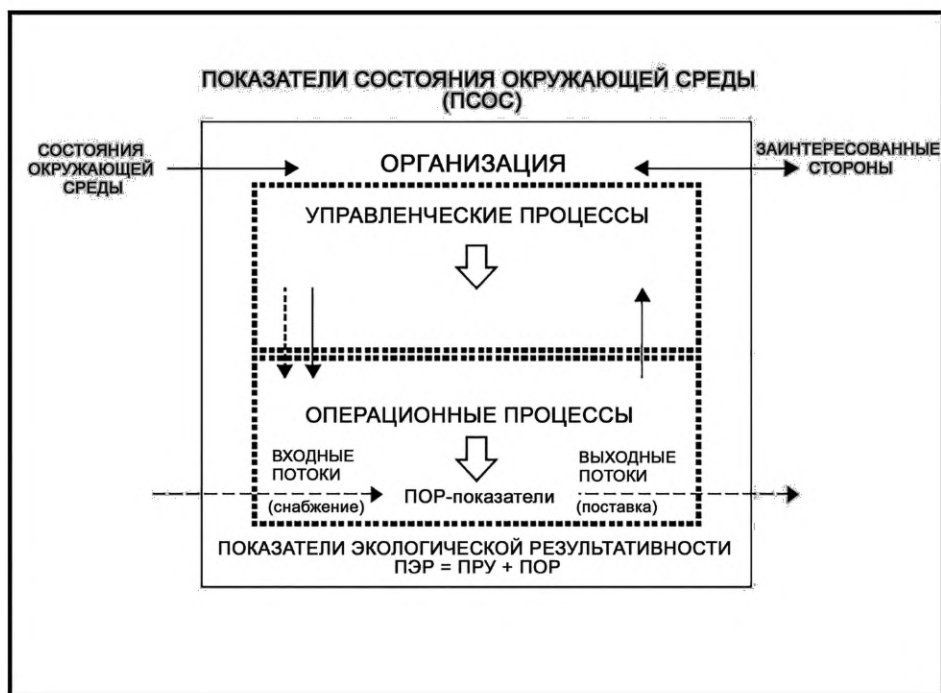 ПОКАЗАТЕЛИ СОСТОЯНИЯ ОКРУЖАЮЩЕЙ СРЕДЫ
(ПСОС)
СОСТОЯНИЯ
ОКРУЖАЮЩЕЙ
СРЕДЫ
ОРГАНИЗАЦИЯ
ЗАИНТЕРЕСОВАННЫЕ
СТОРОНЫ
УПРАВЛЕНЧЕСКИЕ ПРОЦЕССЫ
ОПЕРАЦИОННЫЕ ПРОЦЕССЫ
ВХОДНЫЕ
ПОТОКИ
(снабжение)
ПОР-показатели
ВЫХОДНЫЕ
ПОТОКИ
(поставка)
ПОКАЗАТЕЛИ ЭКОЛОГИЧЕСКОЙ РЕЗУЛЬТАТИВНОСТИ
ПЭР = ПРУ + ПОР